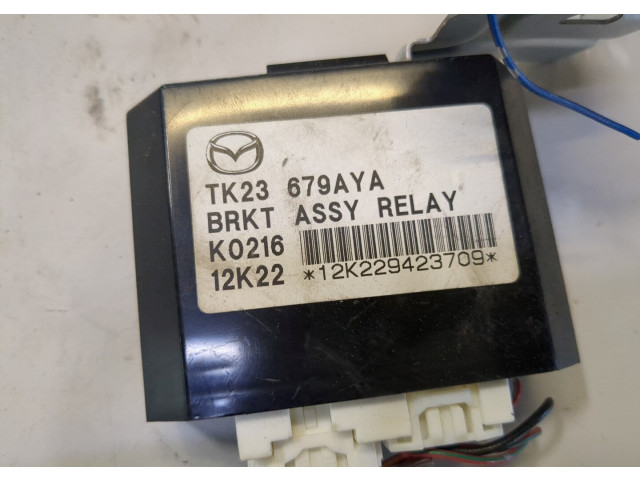 TK23 679AYA
BRKT ASSY RELAY
K0216
12K22 *12K229423709*